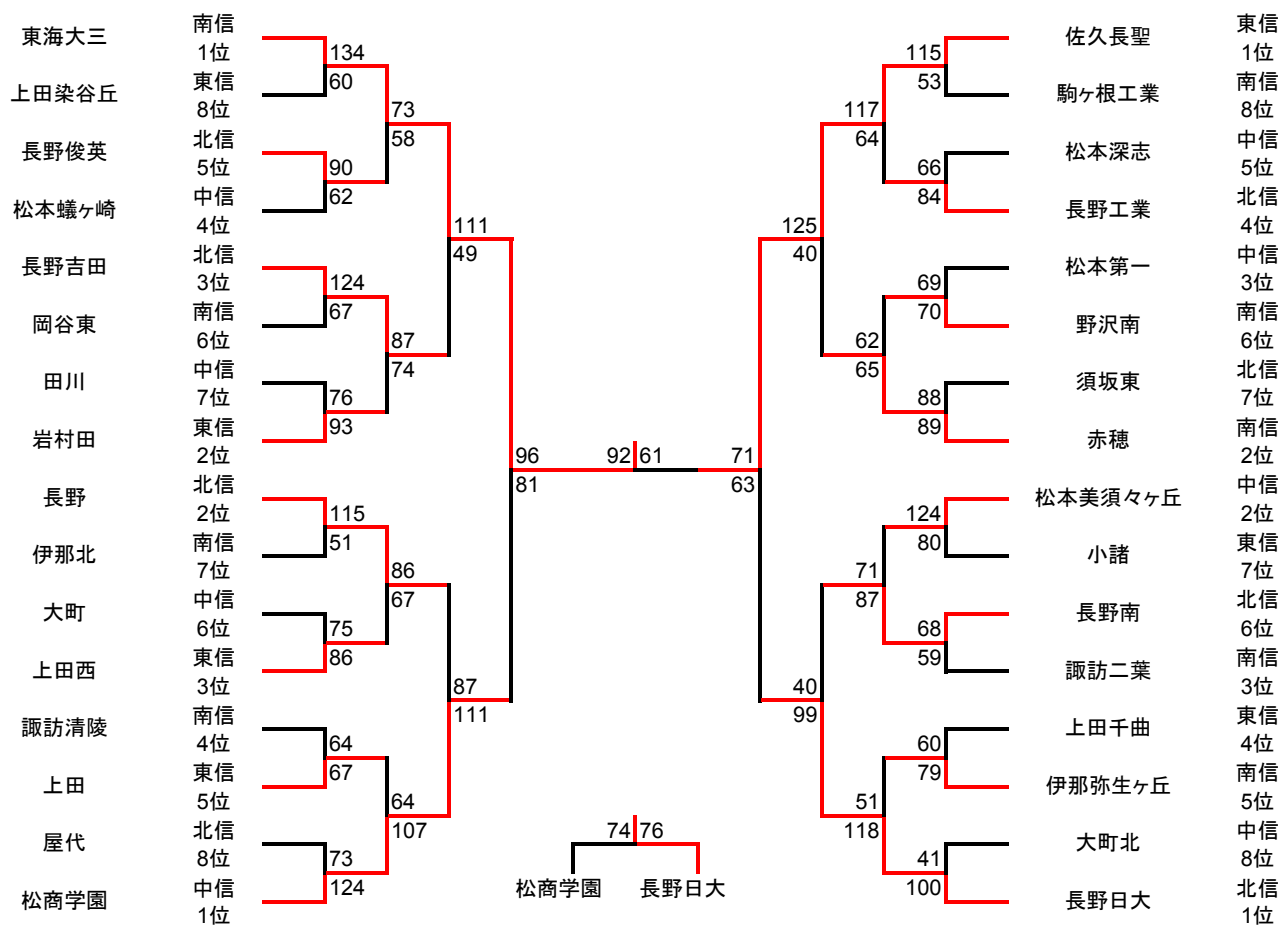 東海大三 南信 1位
上田染谷丘 東信 8位
長野俊英 北信 5位
松本蟻ヶ崎 中信 4位
長野吉田 北信 3位
岡谷東 南信 6位
田川 中信 7位
岩村田 東信 2位
長野 北信 2位
伊那北 南信 7位
大町 中信 6位
上田西 東信 3位
諏訪清陵 南信 4位
上田 東信 5位
屋代 北信 8位
松商学園 中信 1位
134
60
90
62
124
67
76
93
115
51
75
86
64
67
73
124
73
58
87
74
86
67
64
107
111
49
87
111
96
81
92 61
71
63
74 76
松商学園 長野日大
125
40
40
99
117
64
62
65
71
87
51
118
115
53
66
84
69
70
88
89
124
80
68
59
60
79
41
100
佐久長聖 東信 1位
駒ヶ根工業 南信 8位
松本深志 中信 5位
長野工業 北信 4位
松本第一 中信 3位
野沢南 南信 6位
須坂東 北信 7位
赤穂 南信 2位
松本美須々ヶ丘 中信 2位
小諸 東信 7位
長野南 北信 6位
諏訪二葉 南信 3位
上田千曲 東信 4位
伊那弥生ヶ丘 南信 5位
大町北 中信 8位
長野日大 北信 1位